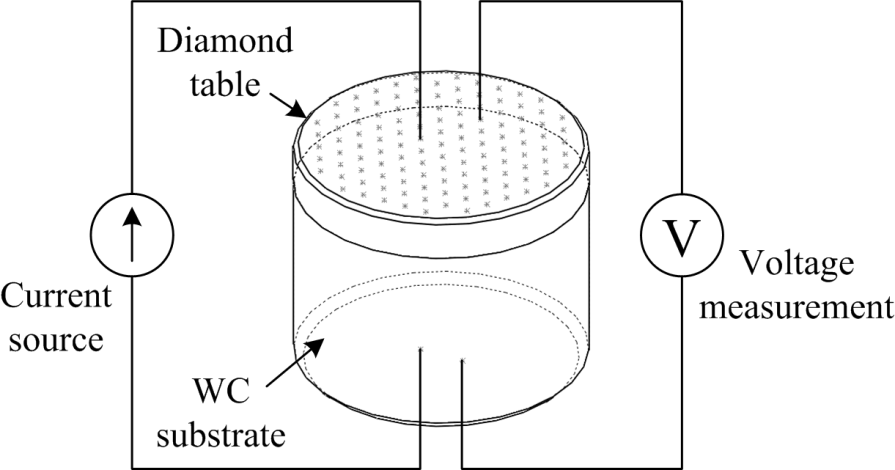 Diamond
table
Current
source
V
Voltage
measurement
WC
substrate